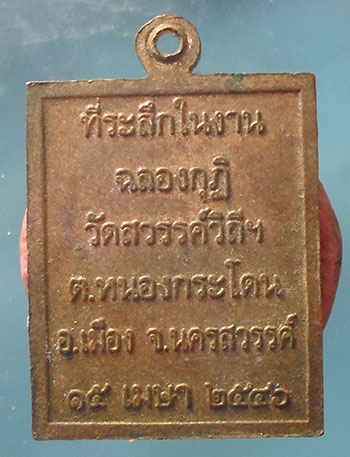 ที่ระลึกในงาน
ฉลองกุฏิ
วัดสวรรค์วิถีฯ
ต.หนองกระโดน
อ.เมือง จ.นครสวรรค์
๑๕ เมษา ๒๕๔๖